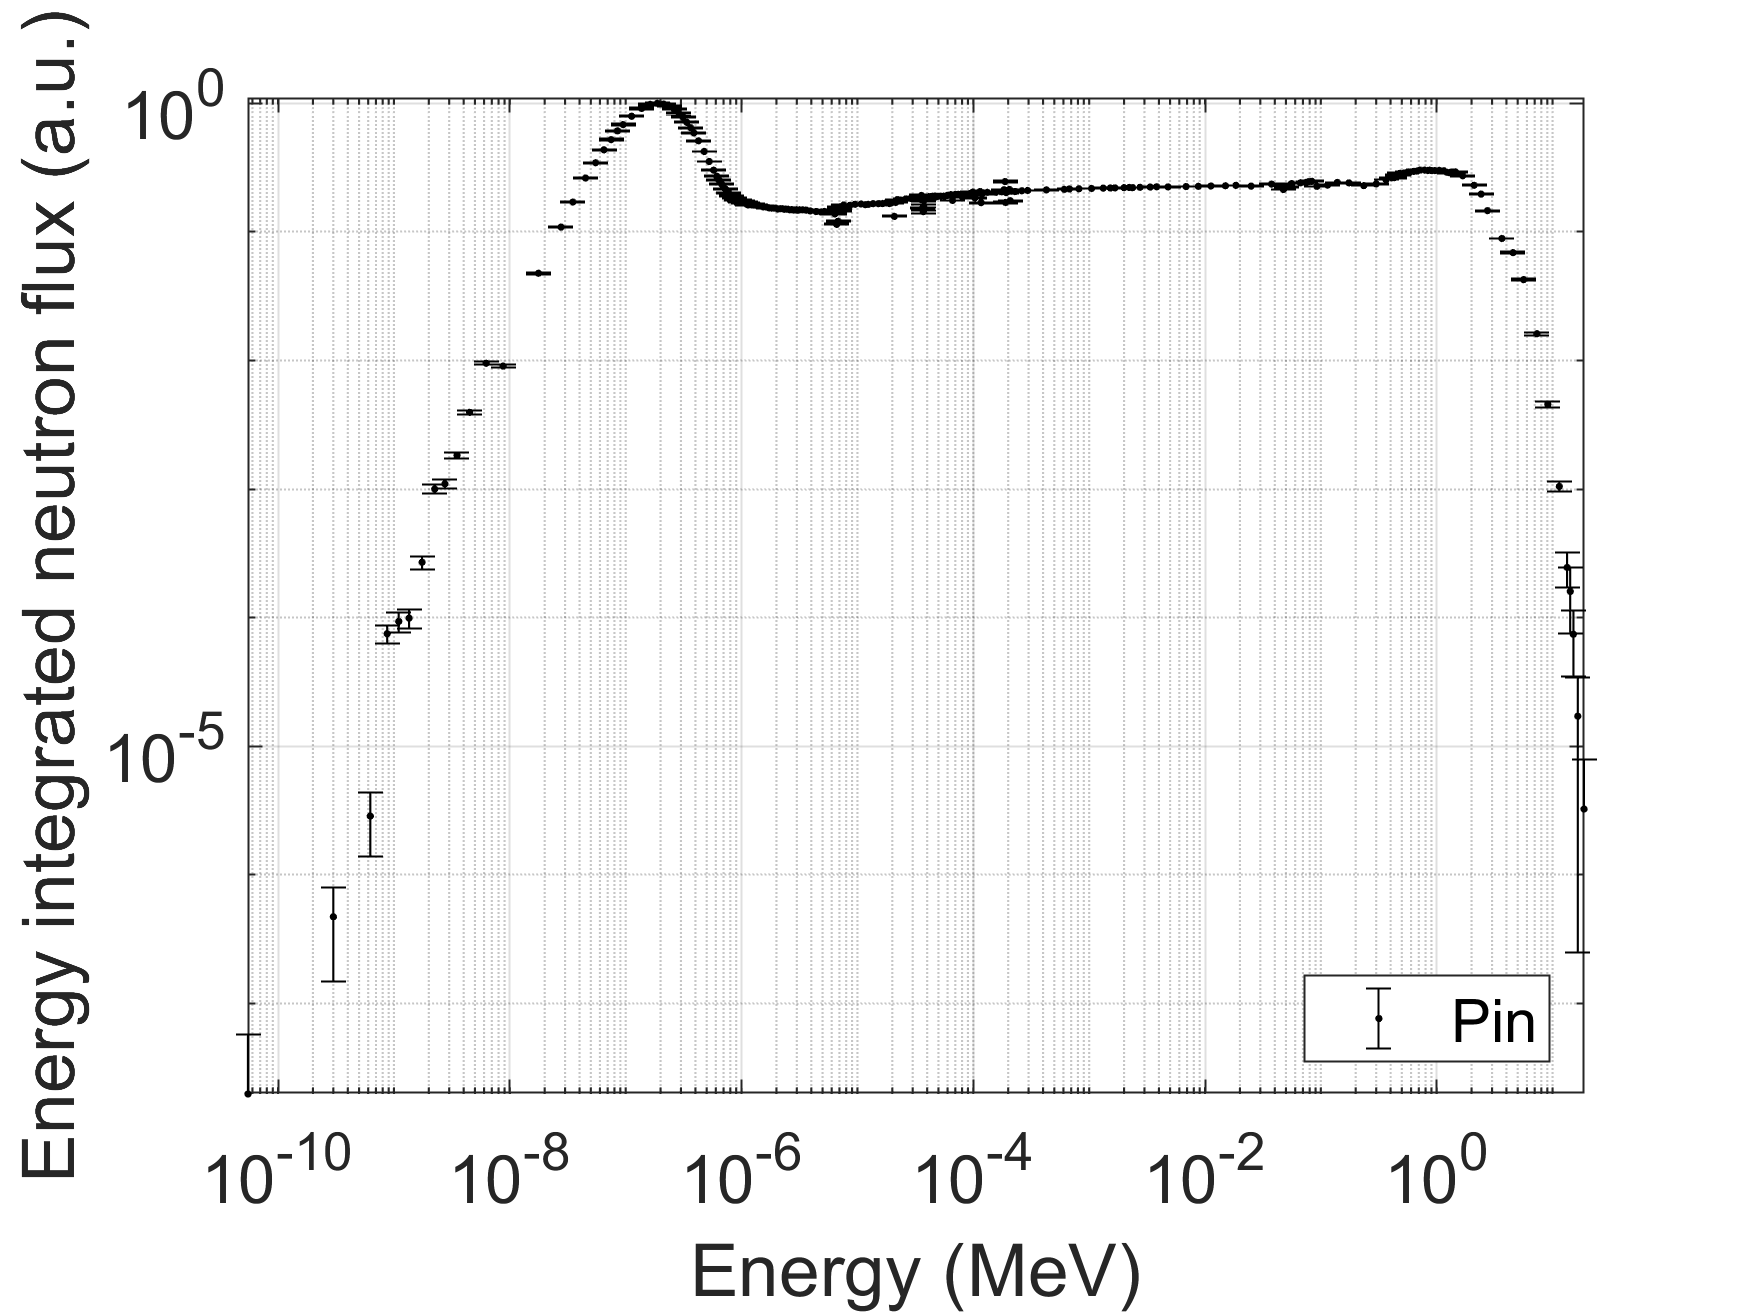 Energy integrated neutron flux (a.u.)
10^0
10^-5
Pin
10^-10 10^-8 10^-6 10^-4 10^-2 10^0
Energy (MeV)